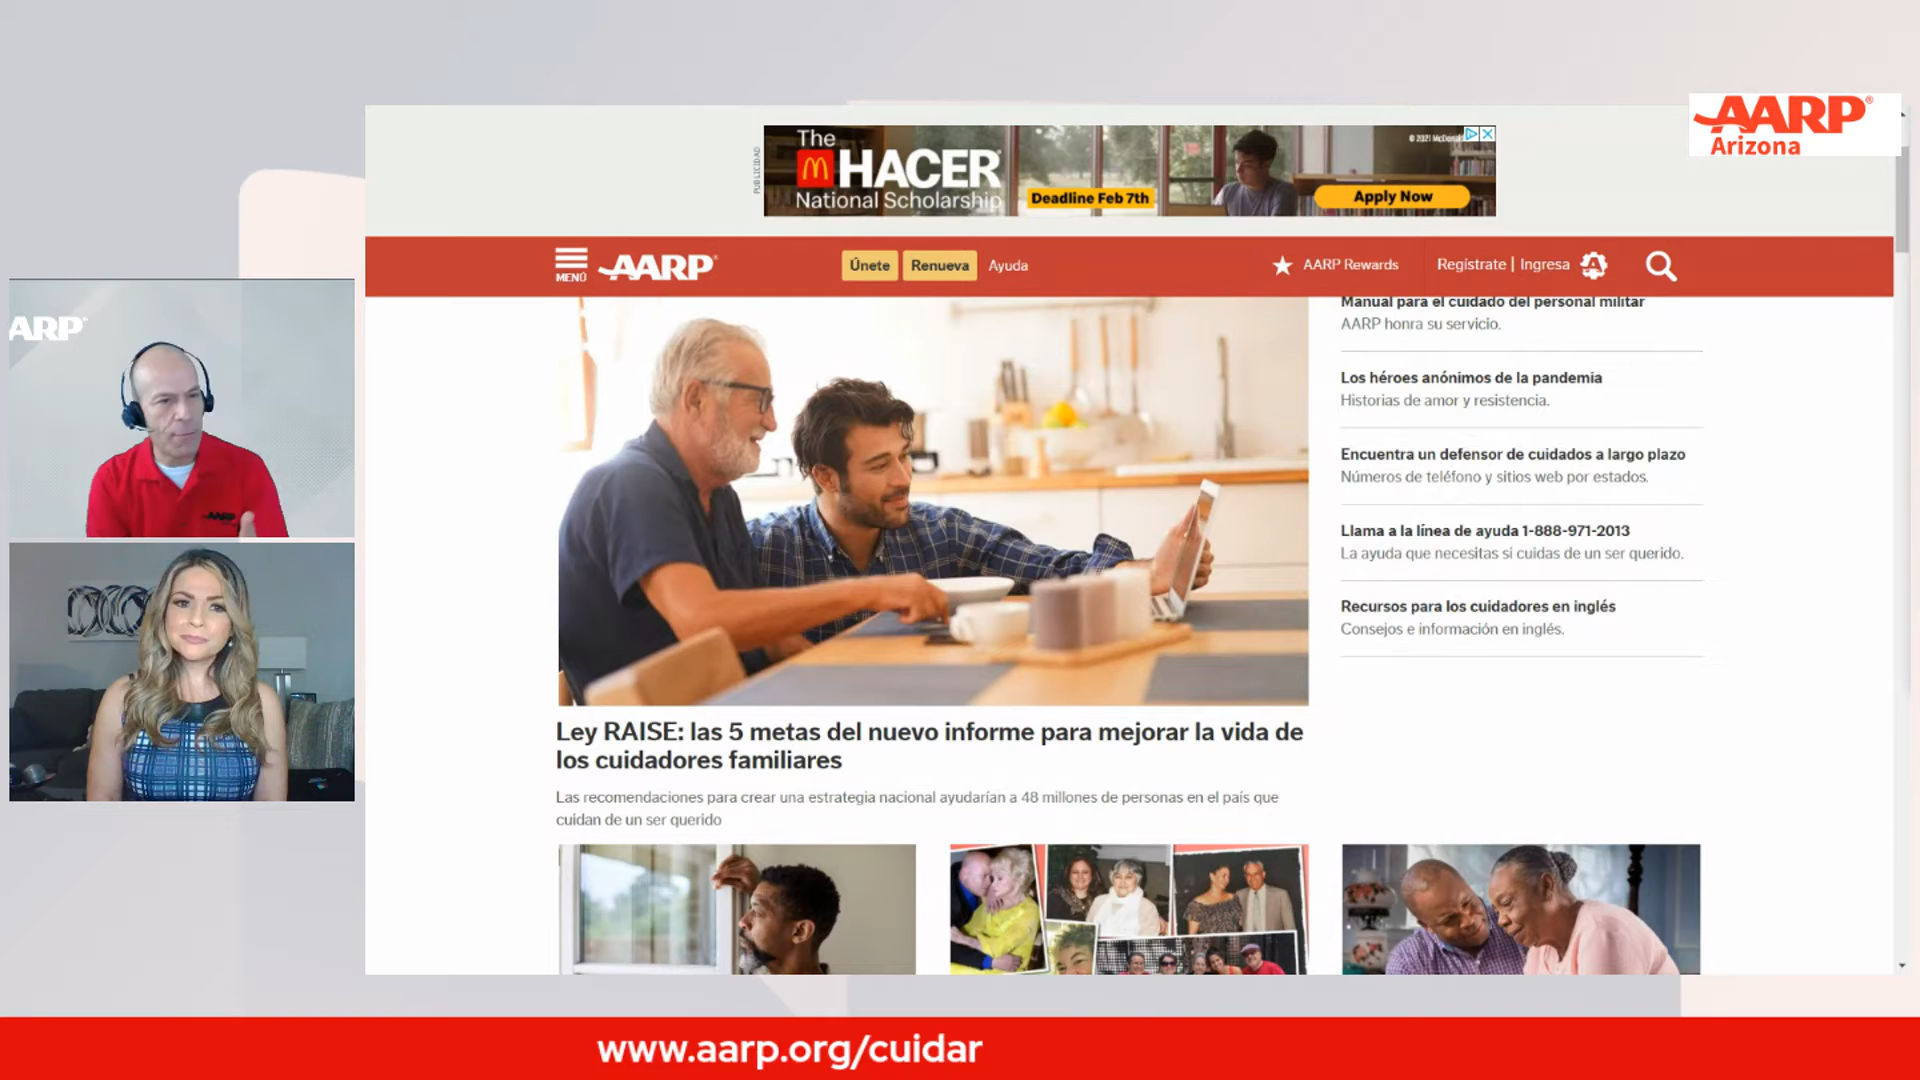 AARP
Arizona
PUBLICIDAD
The
HACER
National Scholarship
Deadline Feb 7th
Apply Now
© 2021 McDonald
MENÚ
AARP
Únete
Renueva
Ayuda
AARP Rewards
Regístrate | Ingresa
Manual para el cuidado del personal militar
AARP honra su servicio.
Los héroes anónimos de la pandemia
Historias de amor y resistencia.
Encuentra un defensor de cuidados a largo plazo
Números de teléfono y sitios web por estados.
Llama a la línea de ayuda 1-888-971-2013
La ayuda que necesitas si cuidas de un ser querido.
Recursos para los cuidadores en inglés
Consejos e información en inglés.
ARP
AARP
Ley RAISE: las 5 metas del nuevo informe para mejorar la vida de
los cuidadores familiares
Las recomendaciones para crear una estrategia nacional ayudarían a 48 millones de personas en el país que
cuidan de un ser querido
www.aarp.org/cuidar